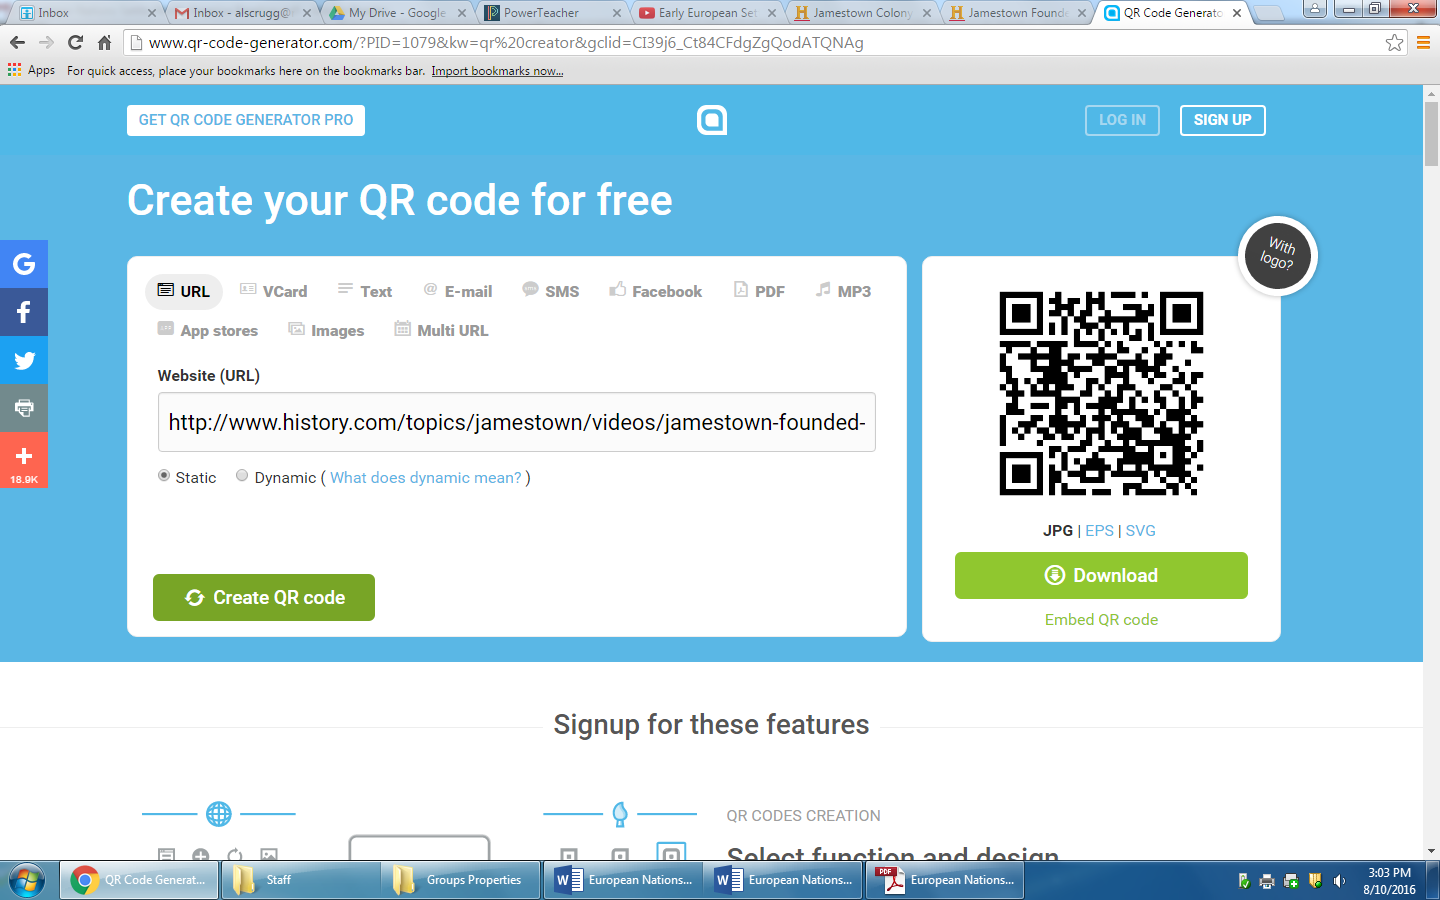 Inbox
Inbox - alscrugg@
My Drive - Google
PowerTeacher
Early European Set
Jamestown Colony
Jamestown Founde
QR Code Generato
www.qr-code-generator.com/?PID=1079&kw=qr%20creator&gclid=CI39j6_Ct84CFdgZgQodATQNAg
Apps
For quick access, place your bookmarks here on the bookmarks bar. Import bookmarks now...
GET QR CODE GENERATOR PRO
LOG IN
SIGN UP
Create your QR code for free
With
logo?
URL
VCard
Text
E-mail
SMS
Facebook
PDF
MP3
App stores
Images
Multi URL
Website (URL)
http://www.history.com/topics/jamestown/videos/jamestown-founded-
Static
Dynamic ( What does dynamic mean? )
Create QR code
JPG | EPS | SVG
Download
Embed QR code
18.9K
Signup for these features
QR CODES CREATION
Select function and design
QR Code Generat...
Staff
Groups Properties
European Nations...
European Nations...
PDF
European Nations...
3:03 PM
8/10/2016